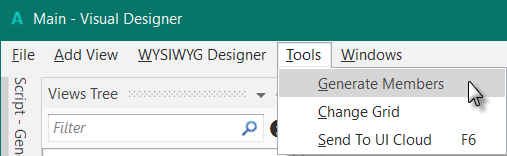 A Main - Visual Designer
File Add View WYSIWYG Designer Tools Windows
Script - Gene
Views Tree
Filter
Generate Members
Change Grid
Send To UI Cloud F6